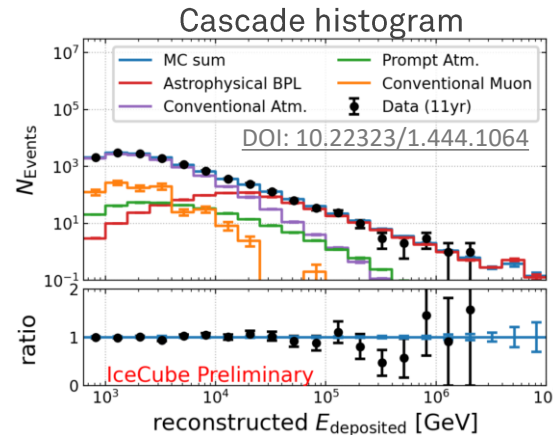 Cascade histogram
MC sum
Astrophysical BPL
Conventional Atm.
Prompt Atm.
Conventional Muon
Data (11yr)
DOI: 10.22323/1.444.1064
N_Events
10^7
10^5
10^3
10^1
10^−1
ratio
2
1
0
IceCube Preliminary
10^3 10^4 10^5 10^6 10
reconstructed E_deposited [GeV]